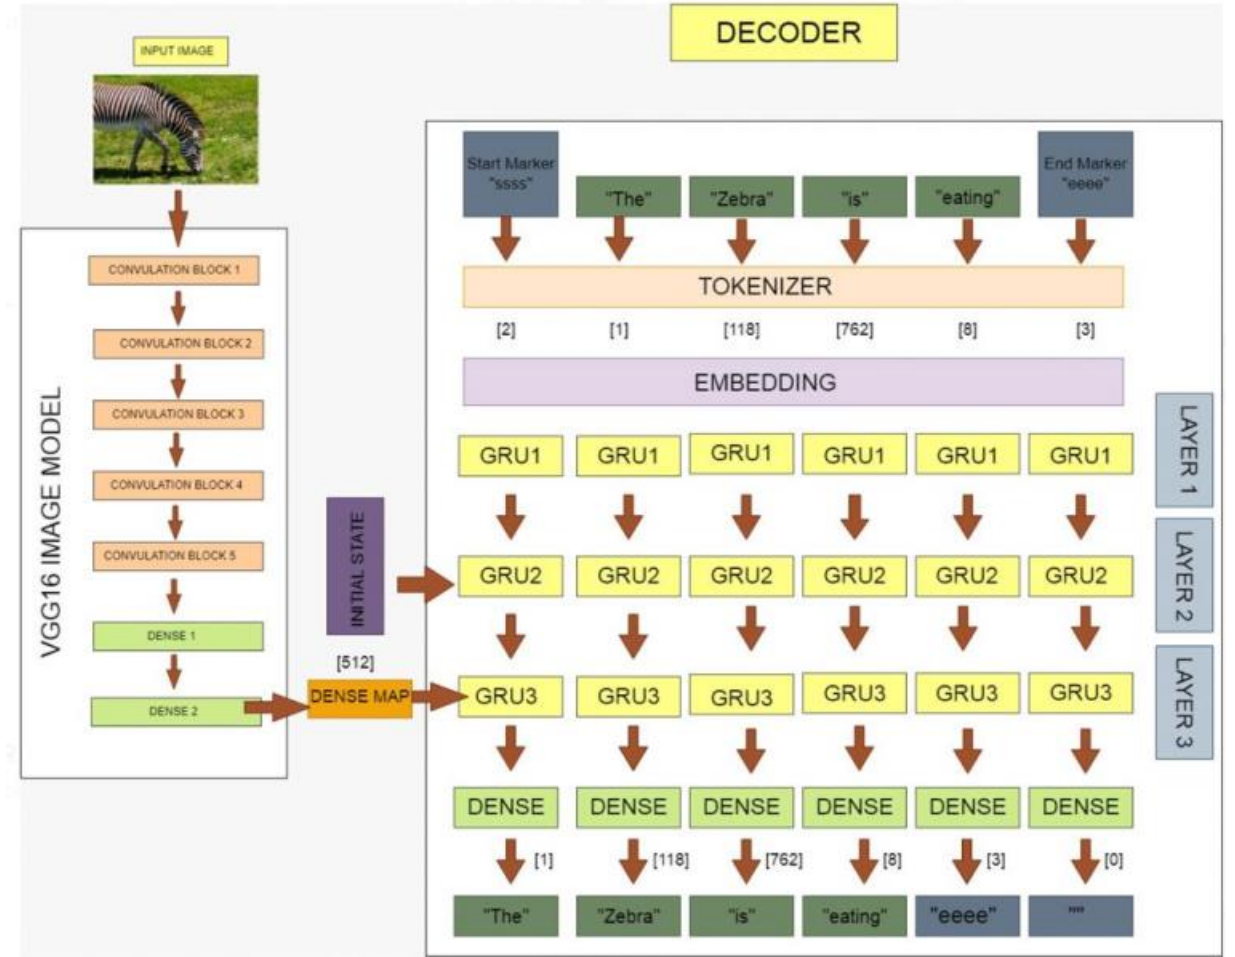 DECODER
INPUT IMAGE
VGG16 IMAGE MODEL
CONVULATION BLOCK 1
CONVULATION BLOCK 2
CONVULATION BLOCK 3
CONVULATION BLOCK 4
CONVULATION BLOCK 5
DENSE 1
DENSE 2
INITIAL STATE
[512]
DENSE MAP
Start Marker
"ssss"
"The"
"Zebra"
"is"
"eating"
End Marker
"eeee"
TOKENIZER
[2] [1] [118] [762] [8] [3]
EMBEDDING
GRU1 GRU1 GRU1 GRU1 GRU1 GRU1
LAYER 1
GRU2 GRU2 GRU2 GRU2 GRU2 GRU2
LAYER 2
GRU3 GRU3 GRU3 GRU3 GRU3 GRU3
LAYER 3
DENSE DENSE DENSE DENSE DENSE DENSE
[1] [118] [762] [8] [3] [0]
"The" "Zebra" "is" "eating" "eeee" ""